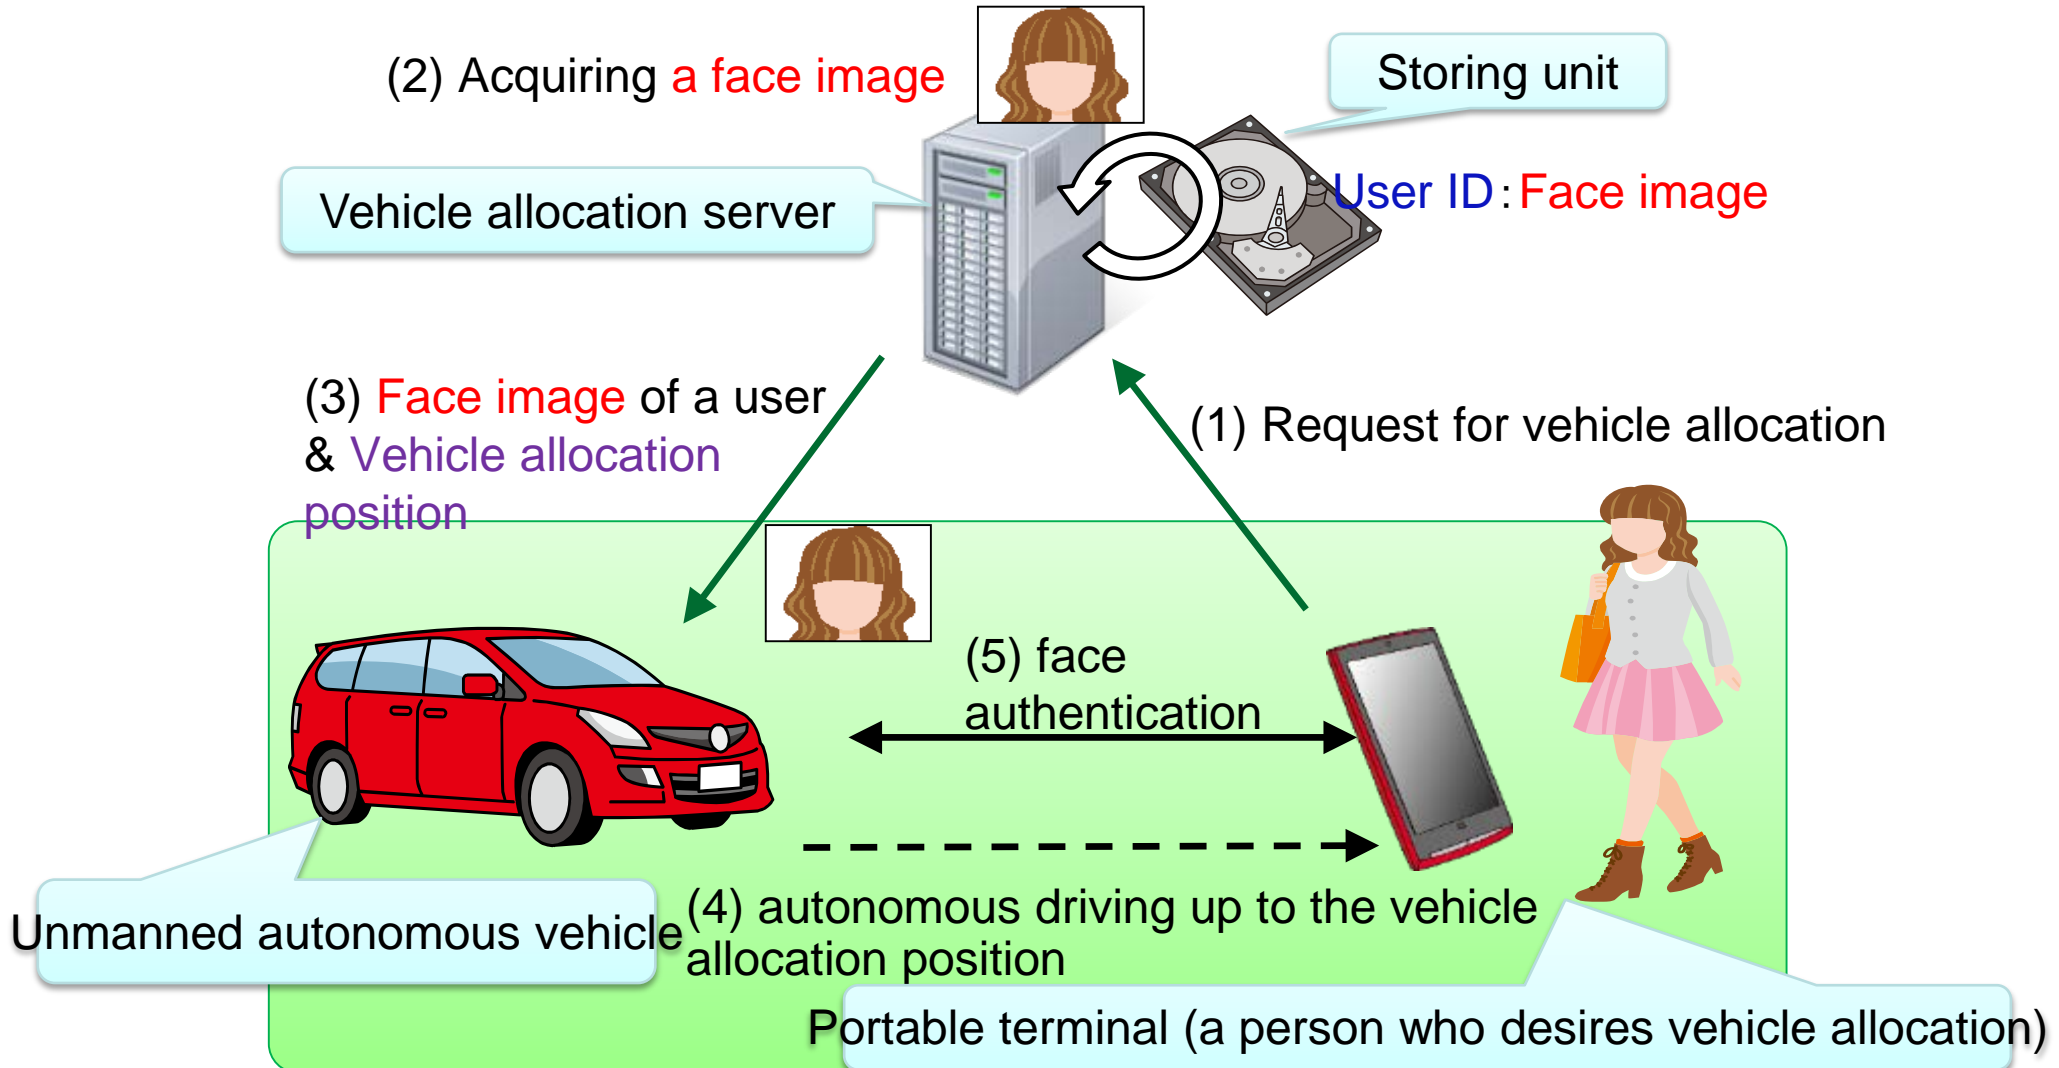 (2) Acquiring a face image
Storing unit
User ID：Face image
Vehicle allocation server
(3) Face image of a user
& Vehicle allocation
position
(1) Request for vehicle allocation
(5) face
authentication
Unmanned autonomous vehicle
(4) autonomous driving up to the vehicle
allocation position
Portable terminal (a person who desires vehicle allocation)